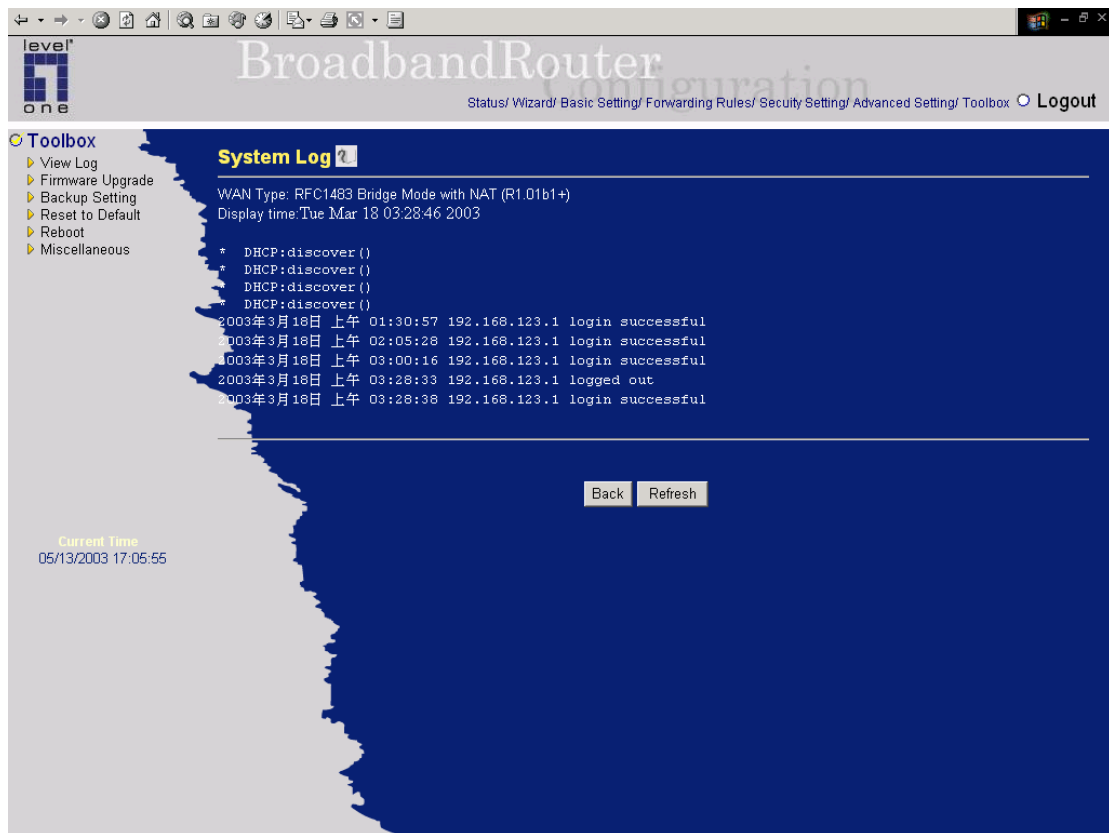 level
one
BroadbandRouter
Configuration
Status/ Wizard/ Basic Setting/ Forwarding Rules/ Secuity Setting/ Advanced Setting/ Toolbox Logout
Toolbox
View Log
Firmware Upgrade
Backup Setting
Reset to Default
Reboot
Miscellaneous
Current Time
05/13/2003 17:05:55
System Log
WAN Type: RFC1483 Bridge Mode with NAT (R1.01b1+)
Display time:Tue Mar 18 03:28:46 2003
* DHCP:discover()
* DHCP:discover()
* DHCP:discover()
* DHCP:discover()
2003年3月18日 上午 01:30:57 192.168.123.1 login successful
2003年3月18日 上午 02:05:28 192.168.123.1 login successful
2003年3月18日 上午 03:00:16 192.168.123.1 login successful
2003年3月18日 上午 03:28:33 192.168.123.1 logged out
2003年3月18日 上午 03:28:38 192.168.123.1 login successful
Back Refresh